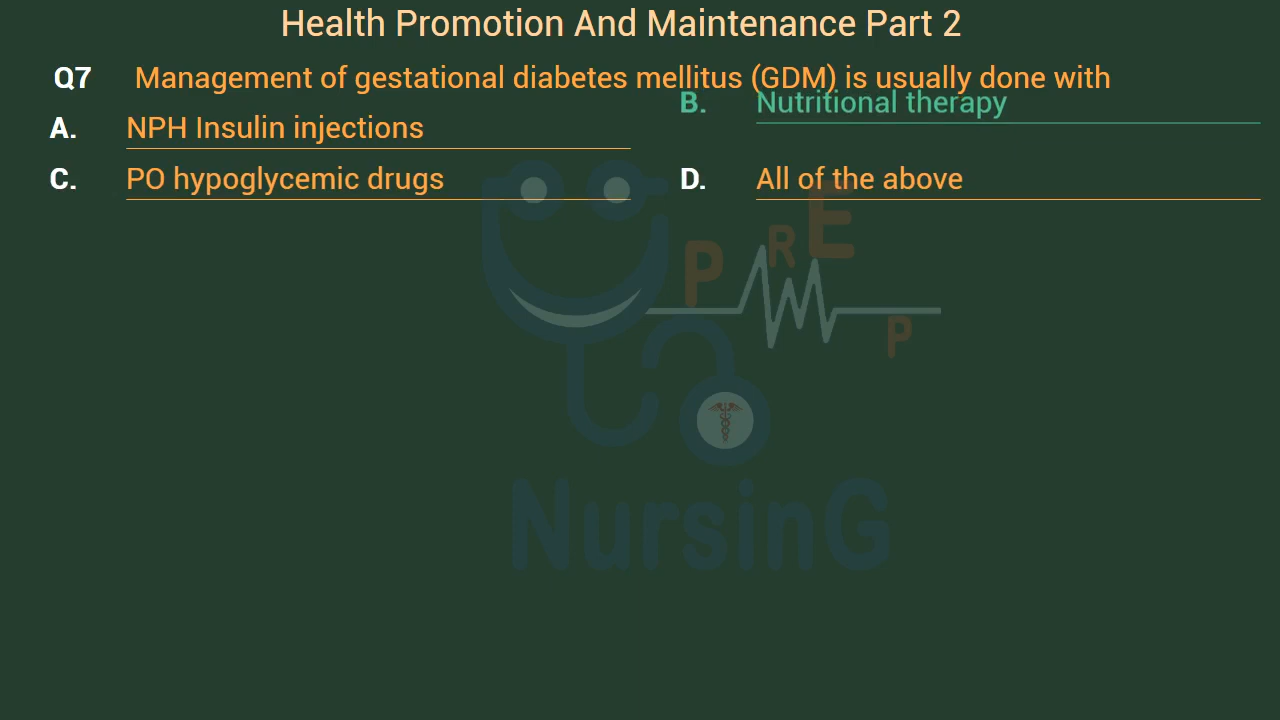 Health Promotion And Maintenance Part 2
Q7 Management of gestational diabetes mellitus (GDM) is usually done with
A. NPH Insulin injections
B. Nutritional therapy
C. PO hypoglycemic drugs
D. All of the above
PREP
NursinG